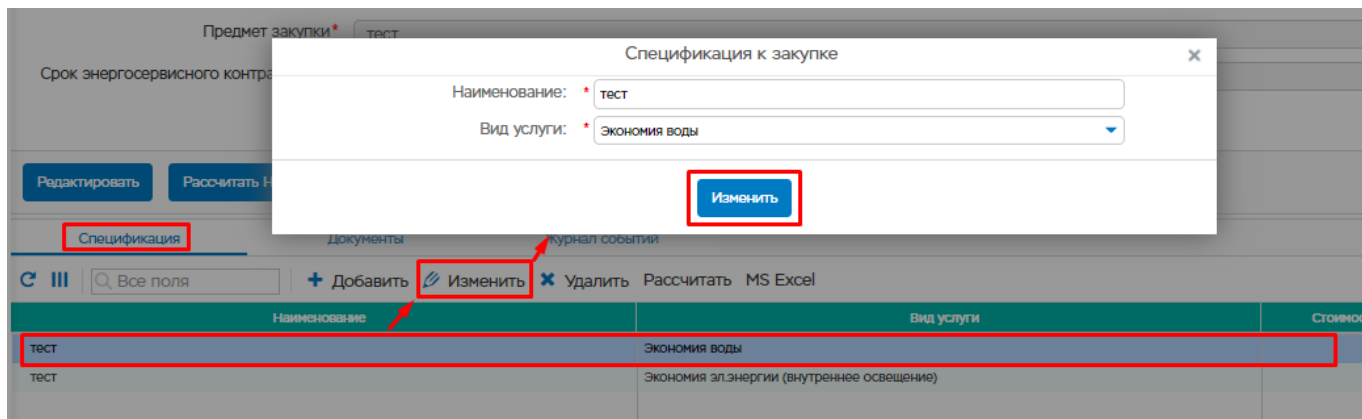 Предмет закупки* тест
Спецификация к закупке ×
Срок энергосервисного контра
Наименование: * тест
Вид услуги: * Экономия воды
Редактировать Рассчитать Н
Изменить
Спецификация Документы Журнал событий
Все поля + Добавить Изменить ✖ Удалить Рассчитать MS Excel
Наименование Вид услуги Стоимос
тест Экономия воды
тест Экономия эл.энергии (внутреннее освещение)